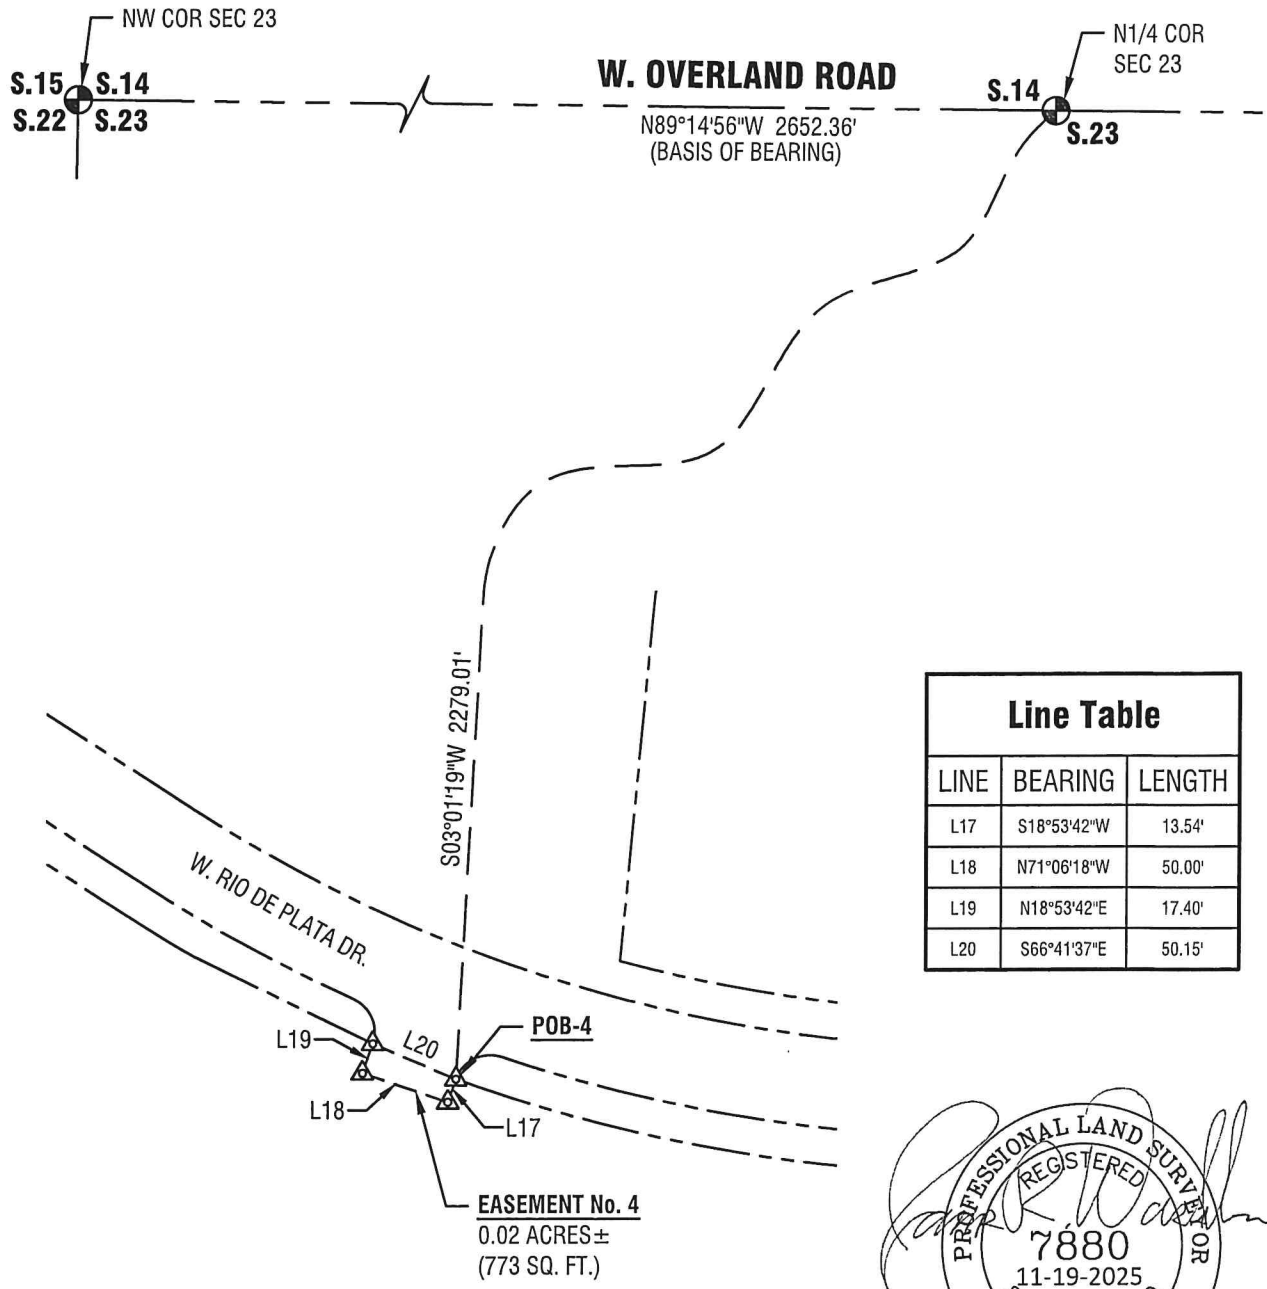 NW COR SEC 23
N1/4 COR
SEC 23
W. OVERLAND ROAD
S.15 S.14
S.22 S.23
S.14
S.23
N89°14'56"W 2652.36'
(BASIS OF BEARING)
S03°01'19"W 2279.01'
W. RIO DE PLATA DR.
Line Table
LINE BEARING LENGTH
L17 S18°53'42"W 13.54'
L18 N71°06'18"W 50.00'
L19 N18°53'42"E 17.40'
L20 S66°41'37"E 50.15'
POB-4
L19
L20
L18
L17
EASEMENT No. 4
0.02 ACRES±
(773 SQ. FT.)
PROFESSIONAL LAND SURVEYOR
REGISTERED
7880
11-19-2025